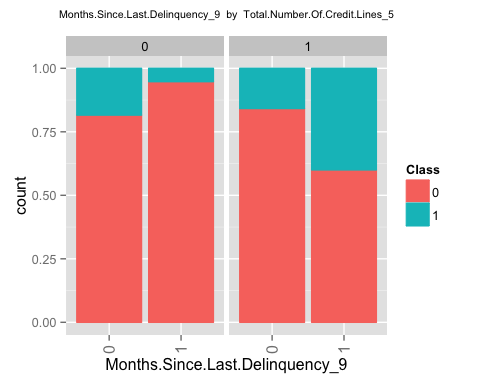 Months.Since.Last.Delinquency_9 by Total.Number.Of.Credit.Lines_5
0 1
1.00
0.75
0.50
0.25
0.00
count
0 1 0 1
Months.Since.Last.Delinquency_9
Class
0
1